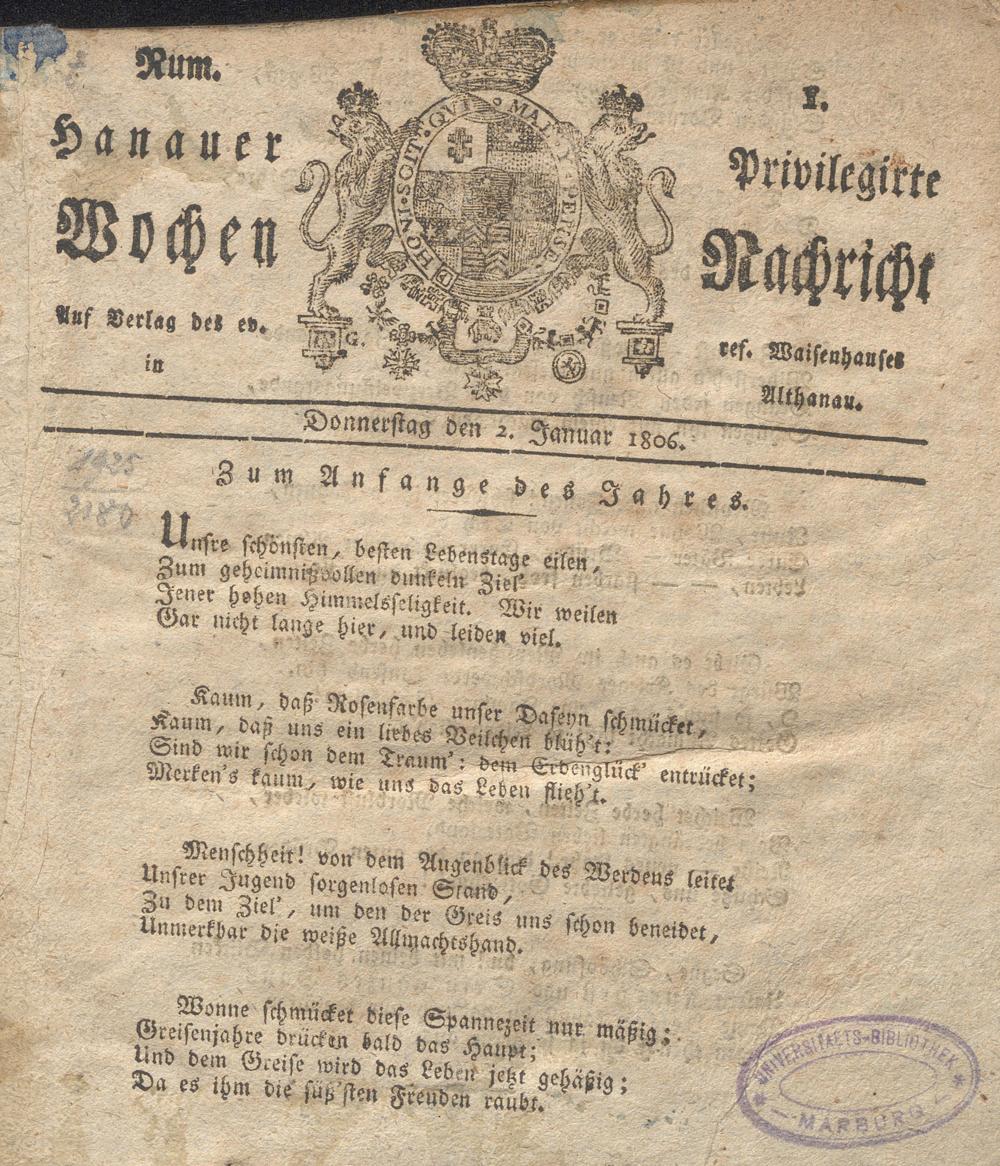 Num. I.
Hanauer Privilegirte
Wochen Nachricht
Auf Verlag des ev. ref. Waisenhauses
in Althanau.
HONI·SOIT·QVI MAL Y·PENSE
G.
Donnerstag den 2. Januar 1806.
1925
3180
Zum Anfange des Jahres.
Unsre schönsten, besten Lebenstage eilen,
Zum geheimnißvollen dunkeln Ziel'
Jener hohen Himmelsseligkeit. Wir weilen
Gar nicht lange hier, und leiden viel.
Kaum, daß Rosenfarbe unser Daseyn schmücket,
Kaum, daß uns ein liebes Veilchen blüh't:
Sind wir schon dem Traum': dem Erdenglück' entrücket;
Merken's kaum, wie uns das Leben flieh't.
Menschheit! von dem Augenblick des Werdens leitet
Unsrer Jugend sorgenlosen Stand,
Zu dem Ziel', um den der Greis uns schon beneidet,
Unmerkbar die weiße Allmachtshand.
Wonne schmücket diese Spannezeit nur mäßig;
Greisenjahre drücken bald das Haupt;
Und dem Greise wird das Leben jetzt gehäßig;
Da es ihm die süß'sten Freuden raubt.
UNIVERSITAETS-BIBLIOTHEK
MARBURG